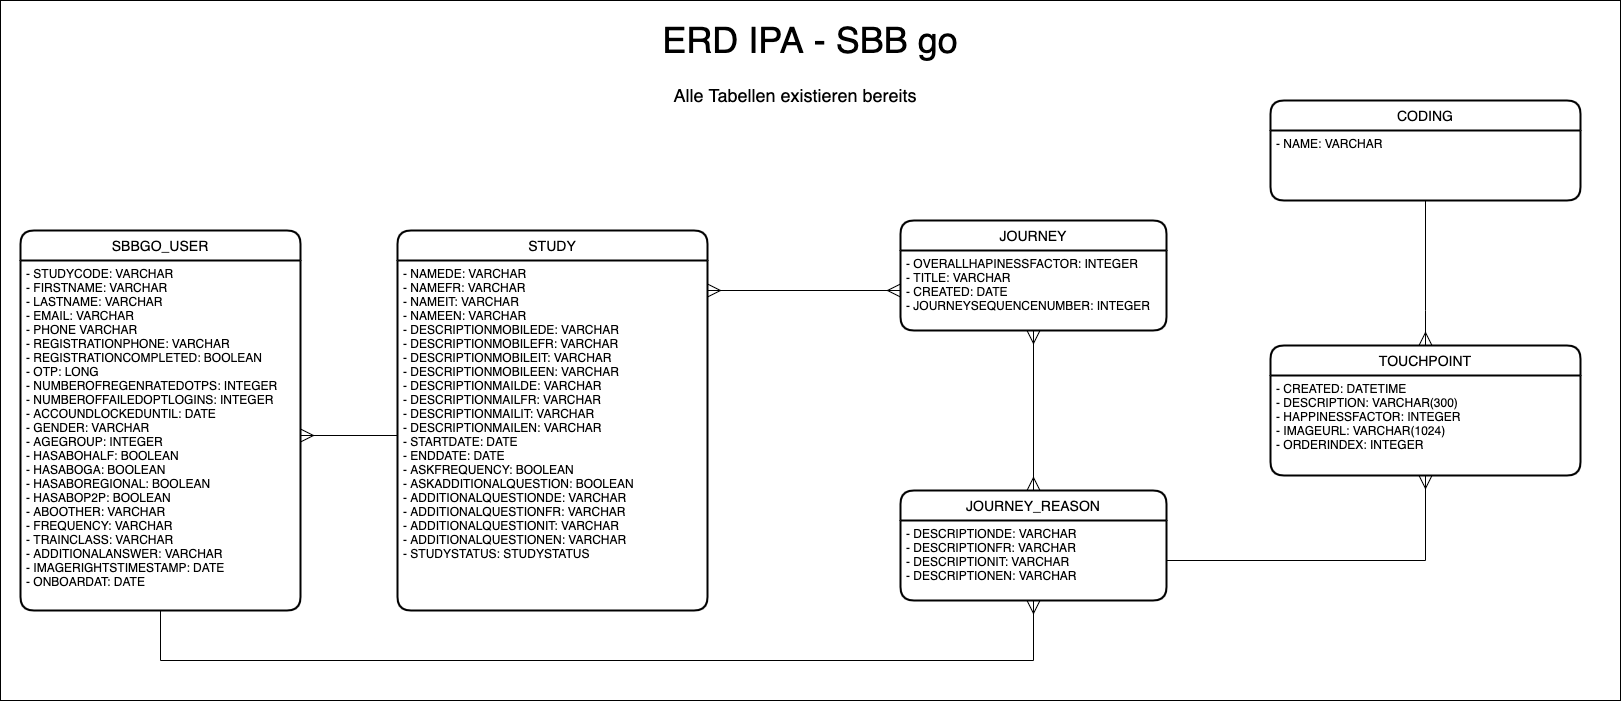 ERD IPA - SBB go
Alle Tabellen existieren bereits
SBBGO_USER
- STUDYCODE: VARCHAR
- FIRSTNAME: VARCHAR
- LASTNAME: VARCHAR
- EMAIL: VARCHAR
- PHONE VARCHAR
- REGISTRATIONPHONE: VARCHAR
- REGISTRATIONCOMPLETED: BOOLEAN
- OTP: LONG
- NUMBEROFREGENRATEDOTPS: INTEGER
- NUMBEROFFAILEDOPTLOGINS: INTEGER
- ACCOUNDLOCKEDUNTIL: DATE
- GENDER: VARCHAR
- AGEGROUP: INTEGER
- HASABOHALF: BOOLEAN
- HASABOGA: BOOLEAN
- HASABOREGIONAL: BOOLEAN
- HASABOP2P: BOOLEAN
- ABOOTHER: VARCHAR
- FREQUENCY: VARCHAR
- TRAINCLASS: VARCHAR
- ADDITIONALANSWER: VARCHAR
- IMAGERIGHTSTIMESTAMP: DATE
- ONBOARDAT: DATE
STUDY
- NAMEDE: VARCHAR
- NAMEFR: VARCHAR
- NAMEIT: VARCHAR
- NAMEEN: VARCHAR
- DESCRIPTIONMOBILEDE: VARCHAR
- DESCRIPTIONMOBILEFR: VARCHAR
- DESCRIPTIONMOBILEIT: VARCHAR
- DESCRIPTIONMOBILEEN: VARCHAR
- DESCRIPTIONMAILDE: VARCHAR
- DESCRIPTIONMAILFR: VARCHAR
- DESCRIPTIONMAILIT: VARCHAR
- DESCRIPTIONMAILEN: VARCHAR
- STARTDATE: DATE
- ENDDATE: DATE
- ASKFREQUENCY: BOOLEAN
- ASKADDITIONALQUESTION: BOOLEAN
- ADDITIONALQUESTIONDE: VARCHAR
- ADDITIONALQUESTIONFR: VARCHAR
- ADDITIONALQUESTIONIT: VARCHAR
- ADDITIONALQUESTIONEN: VARCHAR
- STUDYSTATUS: STUDYSTATUS
JOURNEY
- OVERALLHAPINESSFACTOR: INTEGER
- TITLE: VARCHAR
- CREATED: DATE
- JOURNEYSEQUENCENUMBER: INTEGER
JOURNEY_REASON
- DESCRIPTIONDE: VARCHAR
- DESCRIPTIONFR: VARCHAR
- DESCRIPTIONIT: VARCHAR
- DESCRIPTIONEN: VARCHAR
CODING
- NAME: VARCHAR
TOUCHPOINT
- CREATED: DATETIME
- DESCRIPTION: VARCHAR(300)
- HAPPINESSFACTOR: INTEGER
- IMAGEURL: VARCHAR(1024)
- ORDERINDEX: INTEGER